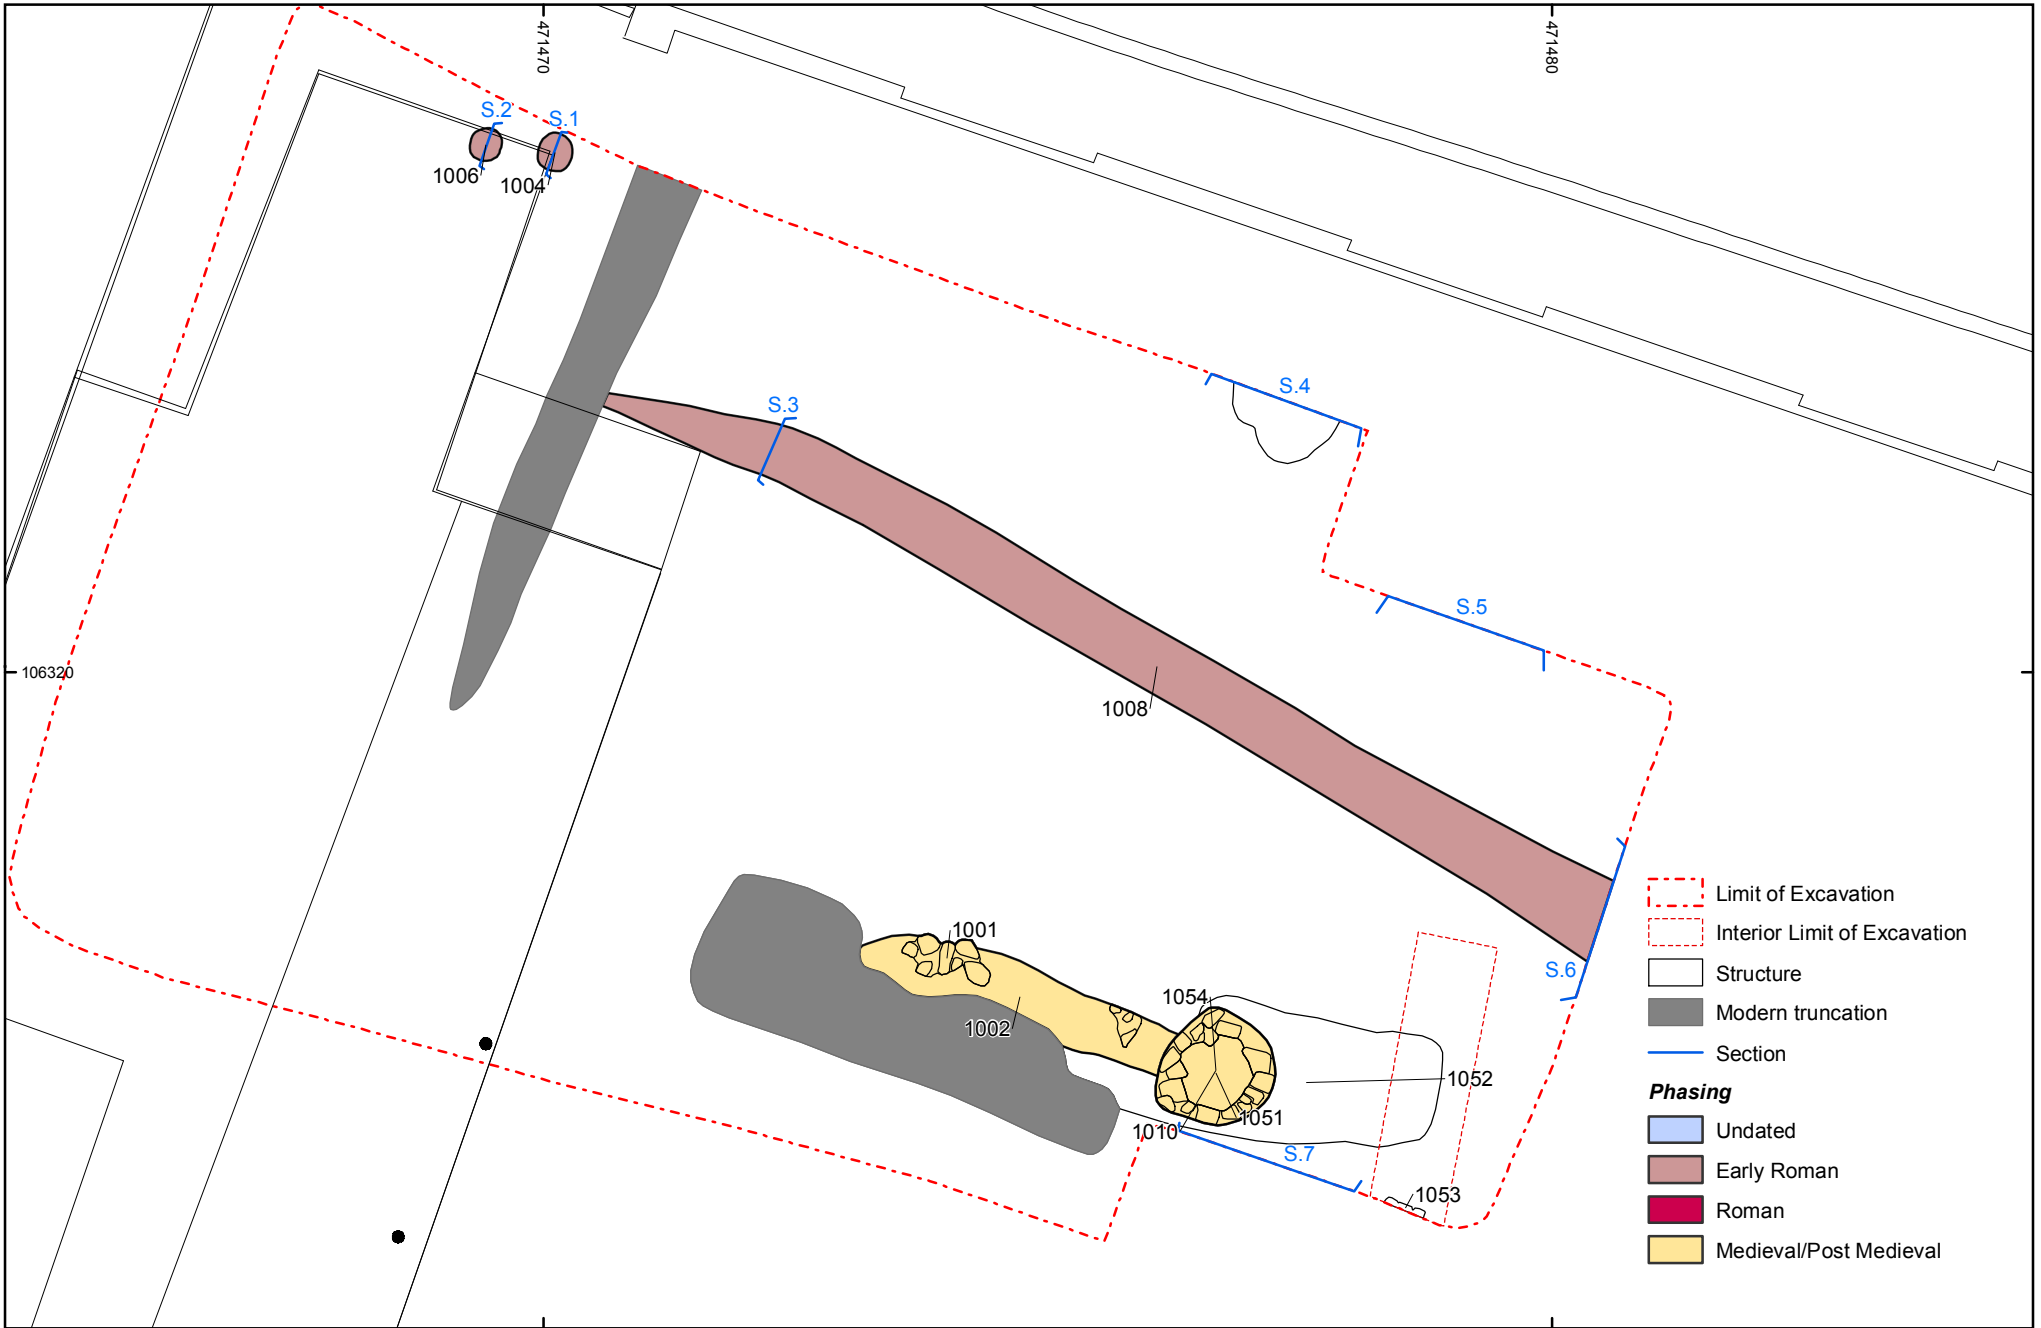 471470
471480
S.2
S.1
1006
1004
S.4
S.3
S.5
106320
1008
Limit of Excavation
1001
Interior Limit of Excavation
S.6
Structure
1054
Modern truncation
1002
Section
1052
Phasing
1051
1010
Undated
S.7
Early Roman
1053
Roman
Medieval/Post Medieval